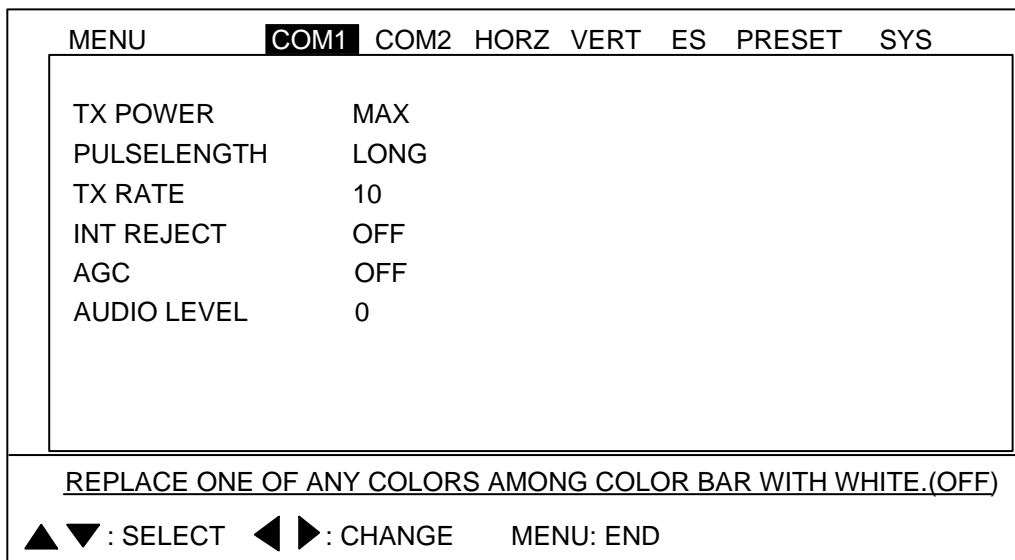 MENU COM1 COM2 HORZ VERT ES PRESET SYS
TX POWER MAX
PULSELENGTH LONG
TX RATE 10
INT REJECT OFF
AGC OFF
AUDIO LEVEL 0
REPLACE ONE OF ANY COLORS AMONG COLOR BAR WITH WHITE.(OFF)
▲ ▼ : SELECT ◀ ▶ : CHANGE MENU: END